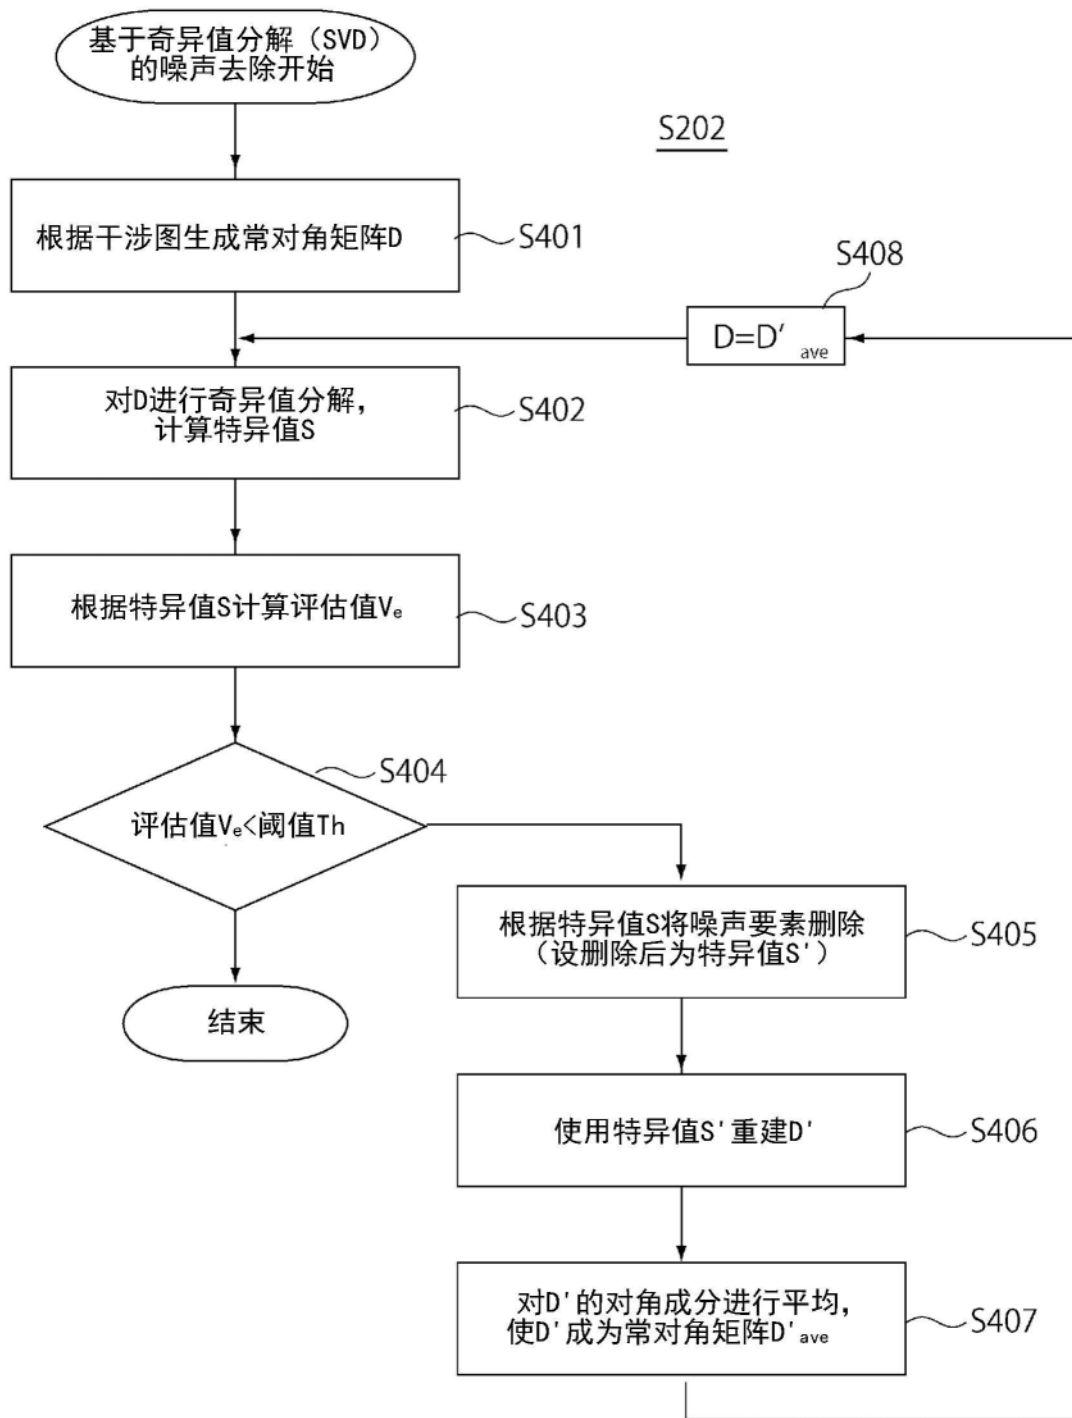 基于奇异值分解（SVD）
的噪声去除开始
S202
根据干涉图生成常对角矩阵D
S401
S408
D=D′ave
对D进行奇异值分解，
计算特异值S
S402
根据特异值S计算评估值Ve
S403
S404
评估值Ve<阈值Th
根据特异值S将噪声要素删除
（设删除后为特异值S'）
S405
结束
使用特异值S'重建D'
S406
对D'的对角成分进行平均，
使D'成为常对角矩阵D'ave
S407